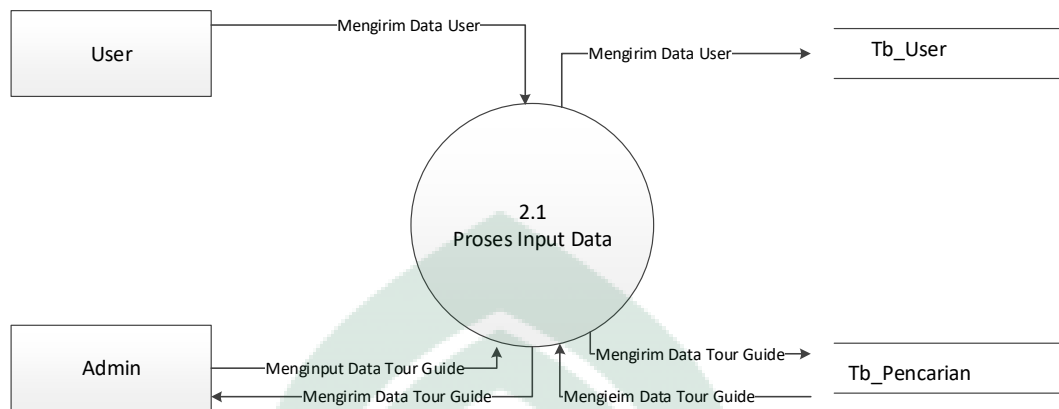 User
Mengirim Data User
Mengirim Data User
Tb_User
2.1
Proses Input Data
Admin
Menginput Data Tour Guide
Mengirim Data Tour Guide
Mengirim Data Tour Guide
Mengieim Data Tour Guide
Tb_Pencarian